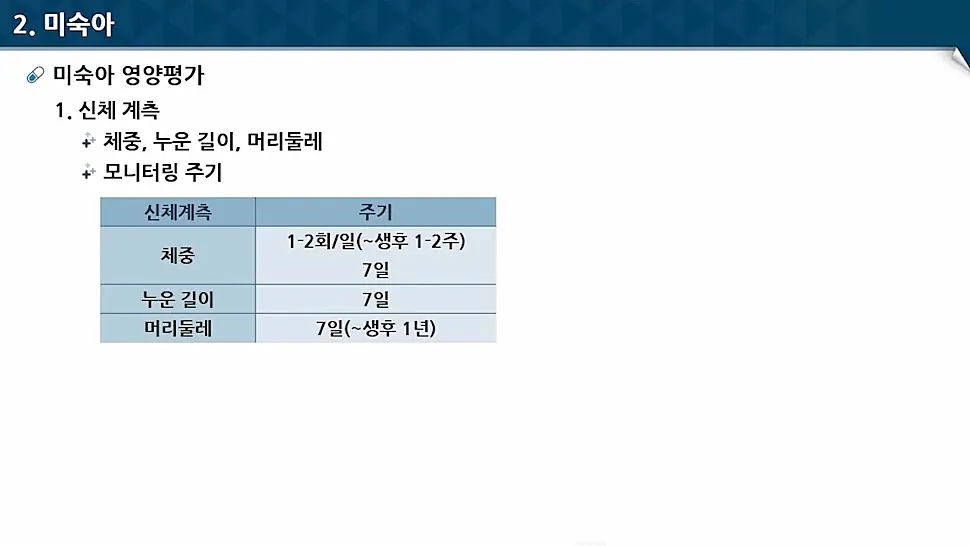 2. 미숙아
미숙아 영양평가
1. 신체 계측
체중, 누운 길이, 머리둘레
모니터링 주기
신체계측 주기
체중 1-2회/일(~생후 1-2주)
7일
누운 길이 7일
머리둘레 7일(~생후 1년)